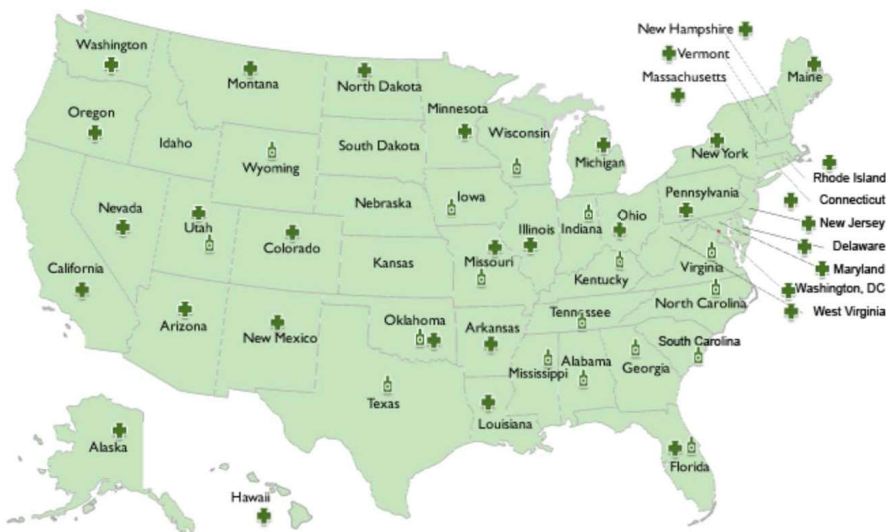 New Hampshire
Washington
Vermont
Massachusetts
Maine
Montana
North Dakota
Minnesota
Oregon
Wisconsin
Idaho
South Dakota
New York
Michigan
Wyoming
Rhode Island
Pennsylvania
Iowa
Connecticut
Nebraska
Nevada
Ohio
New Jersey
Utah
Illinois
Indiana
Colorado
Delaware
Kansas
Missouri
California
Virginia
Maryland
Kentucky
Washington, DC
North Carolina
West Virginia
Tennessee
Oklahoma
Arizona
Arkansas
New Mexico
South Carolina
Alabama
Georgia
Mississippi
Texas
Louisiana
Alaska
Florida
Hawaii